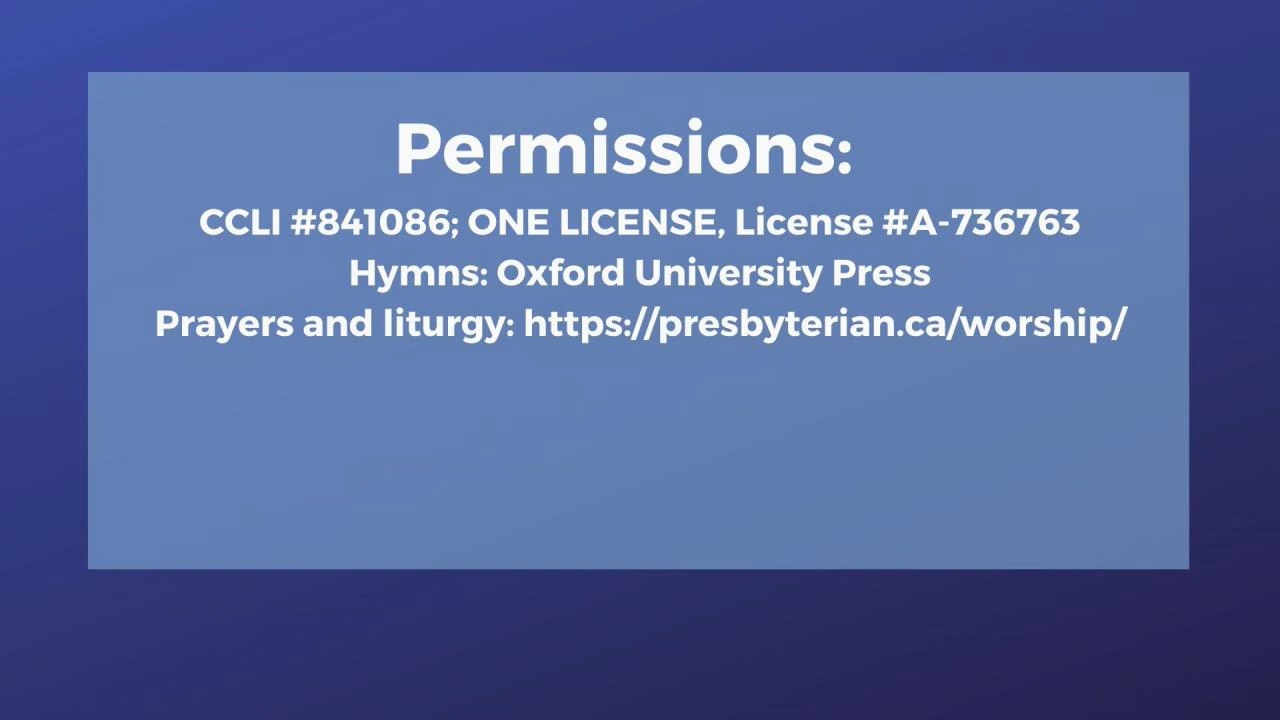 Permissions:
CCLI #841086; ONE LICENSE, License #A-736763
Hymns: Oxford University Press
Prayers and liturgy: https://presbyterian.ca/worship/